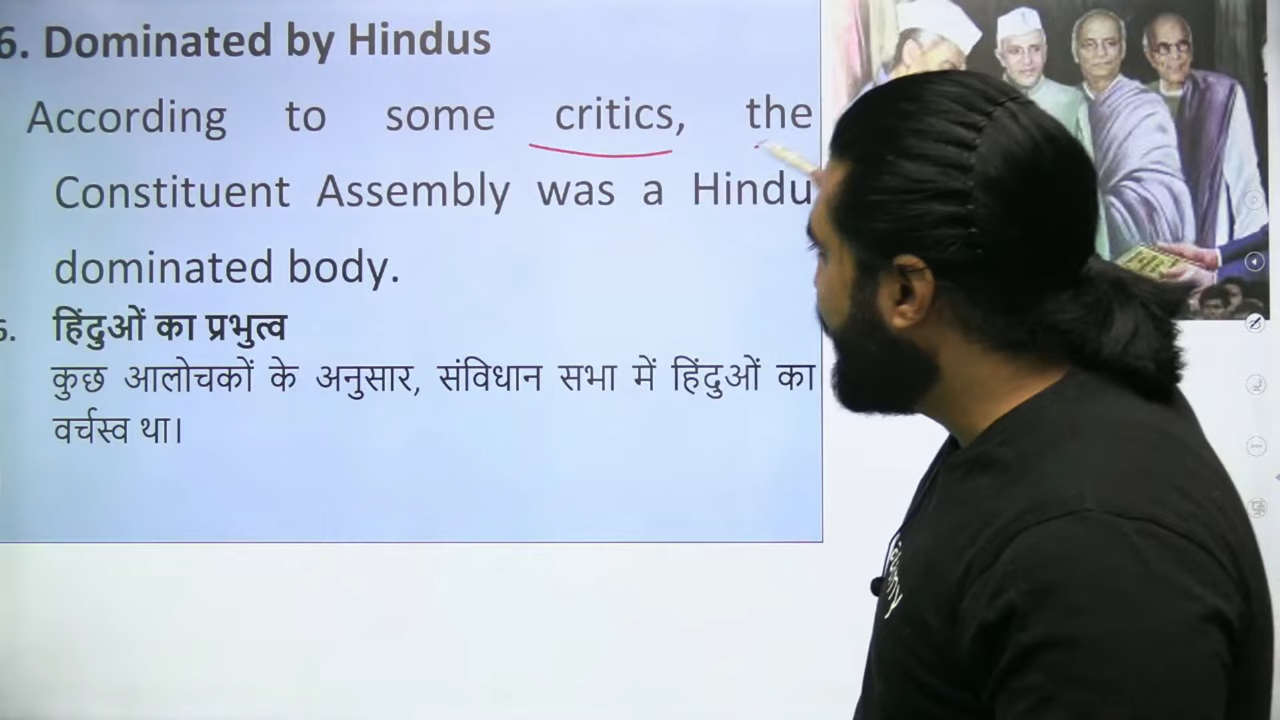 6. Dominated by Hindus
According to some critics, the
Constituent Assembly was a Hindu
dominated body.
हिंदुओं का प्रभुत्व
कुछ आलोचकों के अनुसार, संविधान सभा में हिंदुओं का
वर्चस्व था।